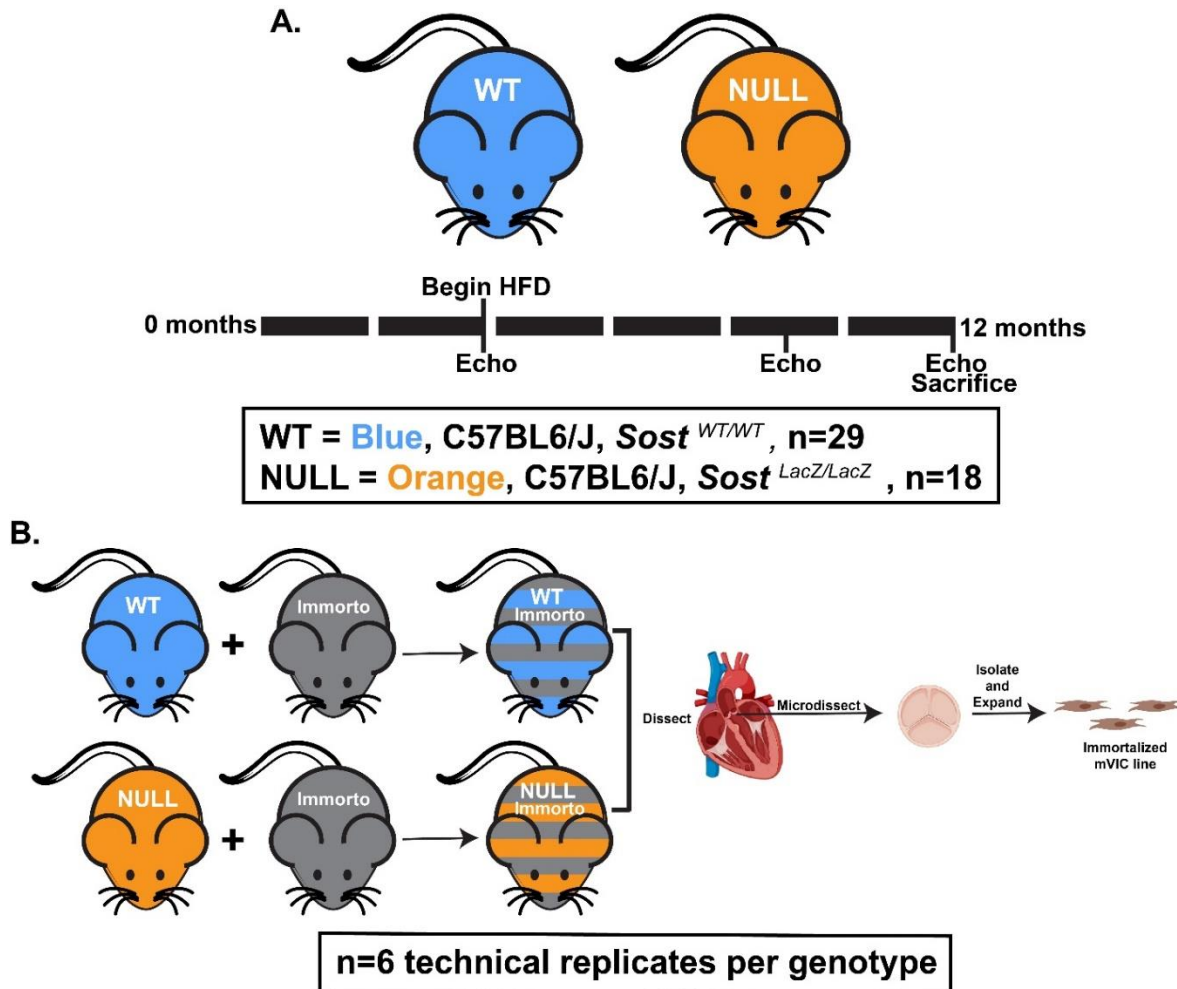 A.
WT
NULL
Begin HFD
0 months
12 months
Echo
Echo
Echo
Sacrifice
WT = Blue, C57BL6/J, Sost WT/WT, n=29
NULL = Orange, C57BL6/J, Sost LacZ/LacZ , n=18
B.
WT
+
Immorto
WT
Immorto
NULL
+
Immorto
NULL
Immorto
Dissect
Microdissect
Isolate
and
Expand
Immortalized
mVIC line
n=6 technical replicates per genotype